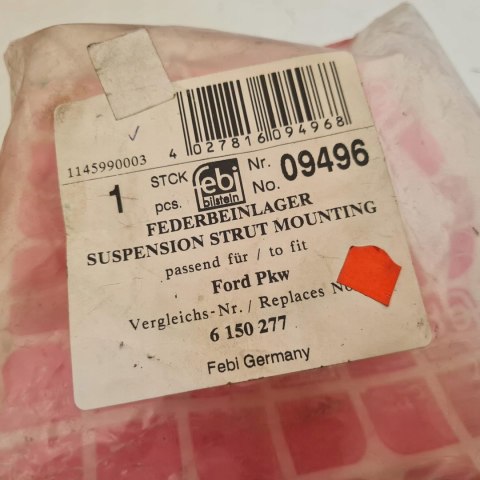 4 027816 094968
1145990003
1 STCK pcs. febi bilstein Nr. No. 09496
FEDERBEINLAGER
SUSPENSION STRUT MOUNTING
passend für / to fit
Ford Pkw
Vergleichs-Nr./ Replaces No
6 150 277
Febi Germany